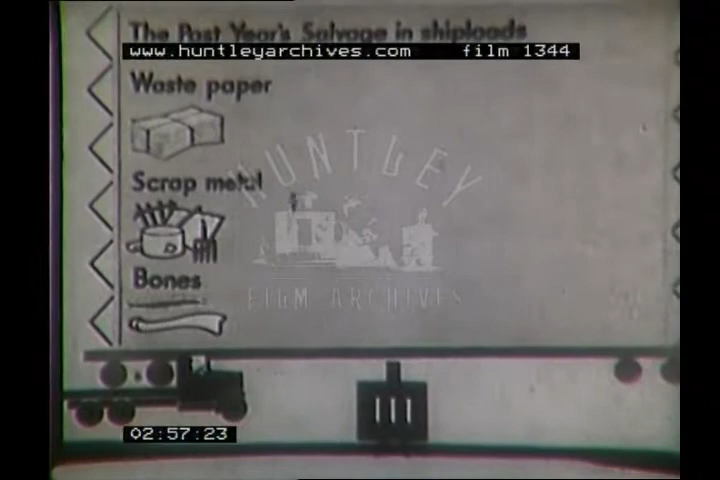 The Past Year's Salvage in shiploads
www.huntleyarchives.com film 1344
Waste paper
HUNTLEY
Scrap metal
Bones
FILM ARCHIVES
02:57:23